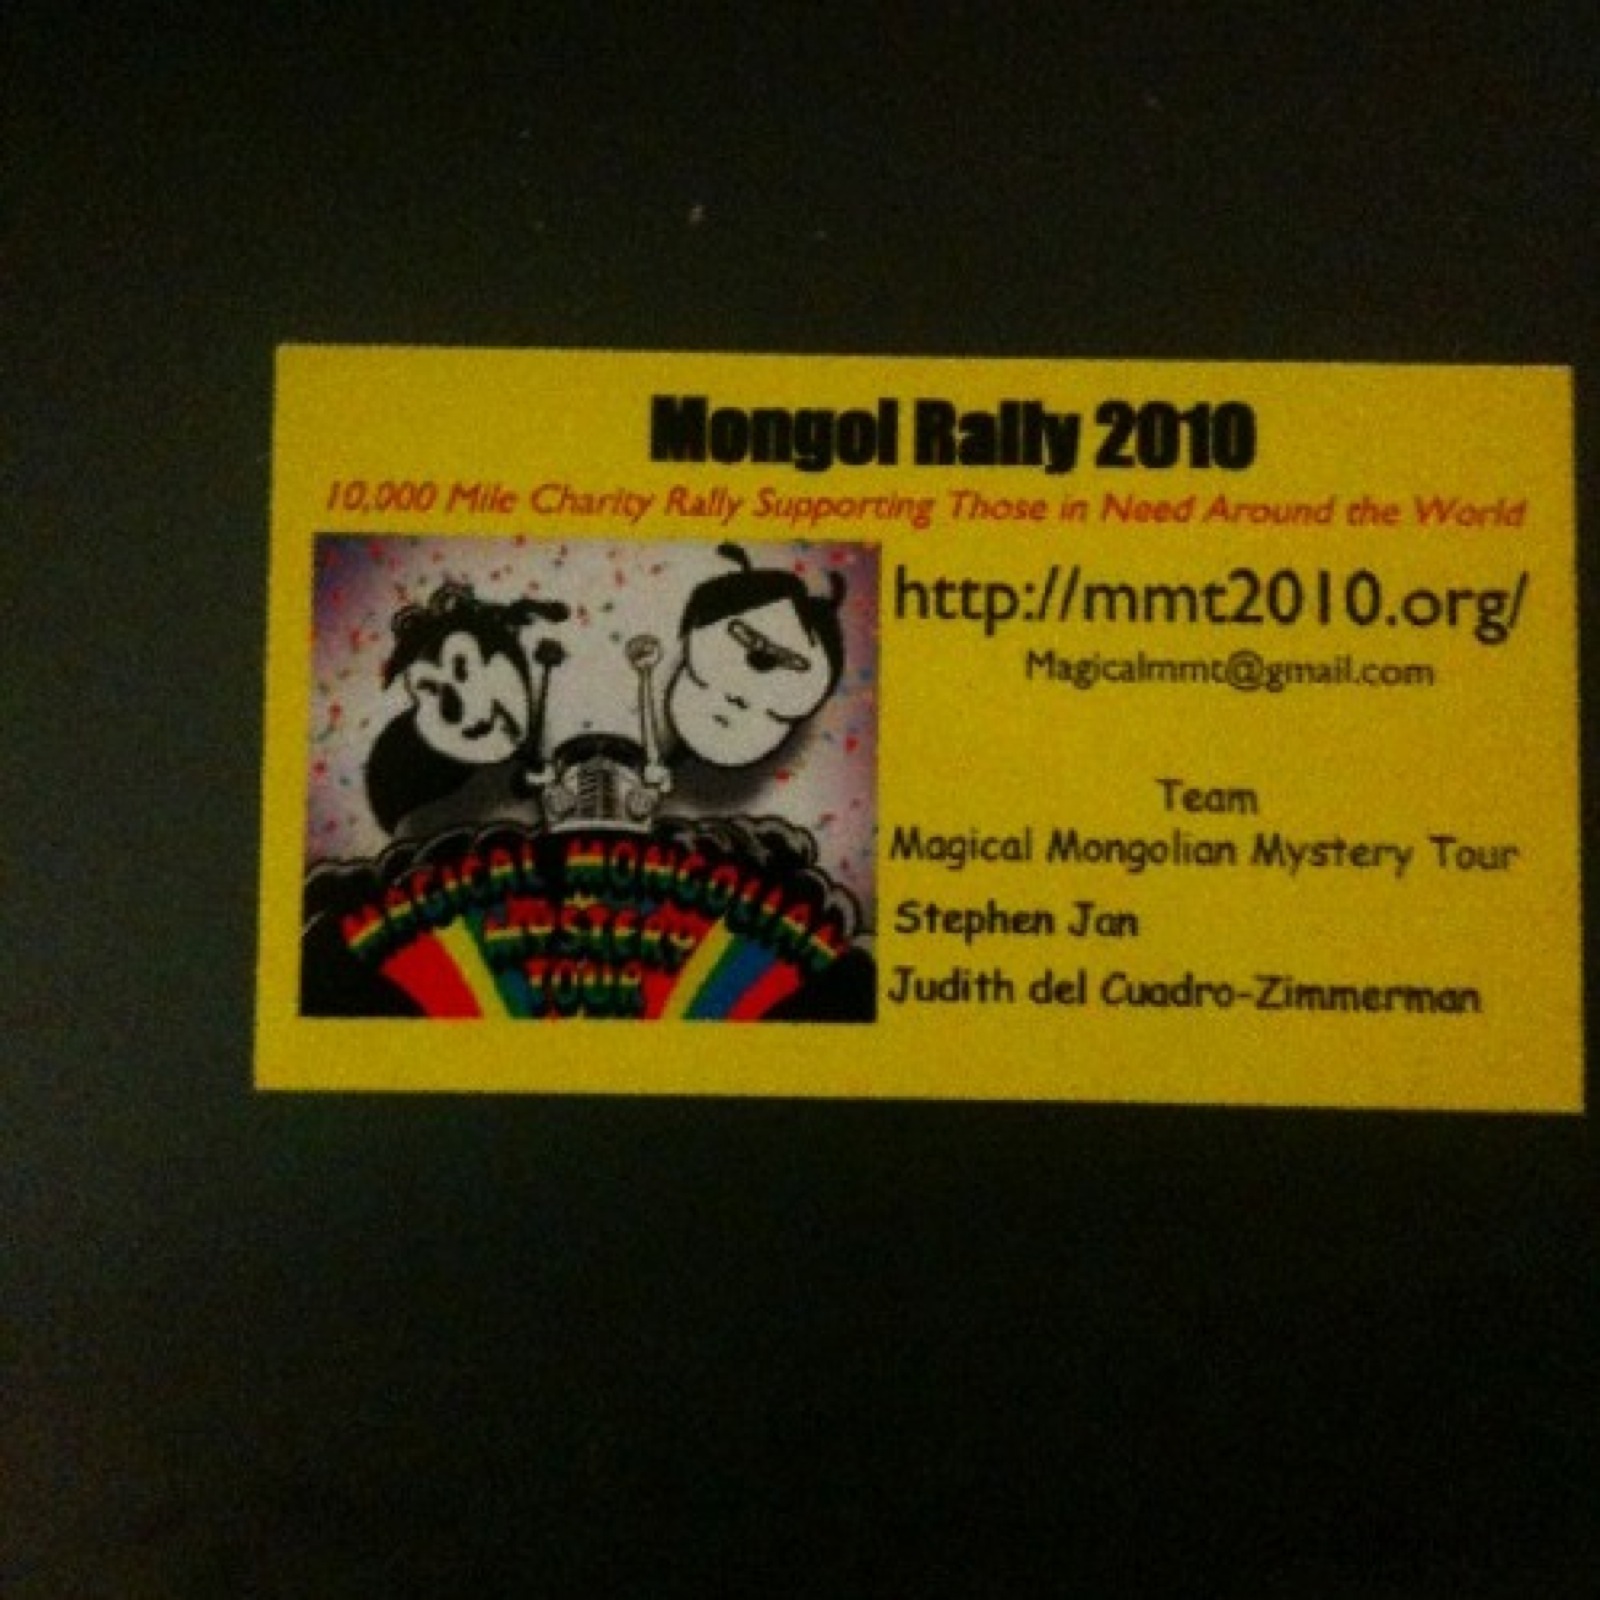 Mongol Rally 2010
10,000 Mile Charity Rally Supporting Those in Need Around the World
http://mmt2010.org/
Magicalmmt@gmail.com
Team
Magical Mongolian Mystery Tour
Stephen Jan
Judith del Cuadro-Zimmerman
MAGICAL MONGOLIAN
MYSTERY
TOUR